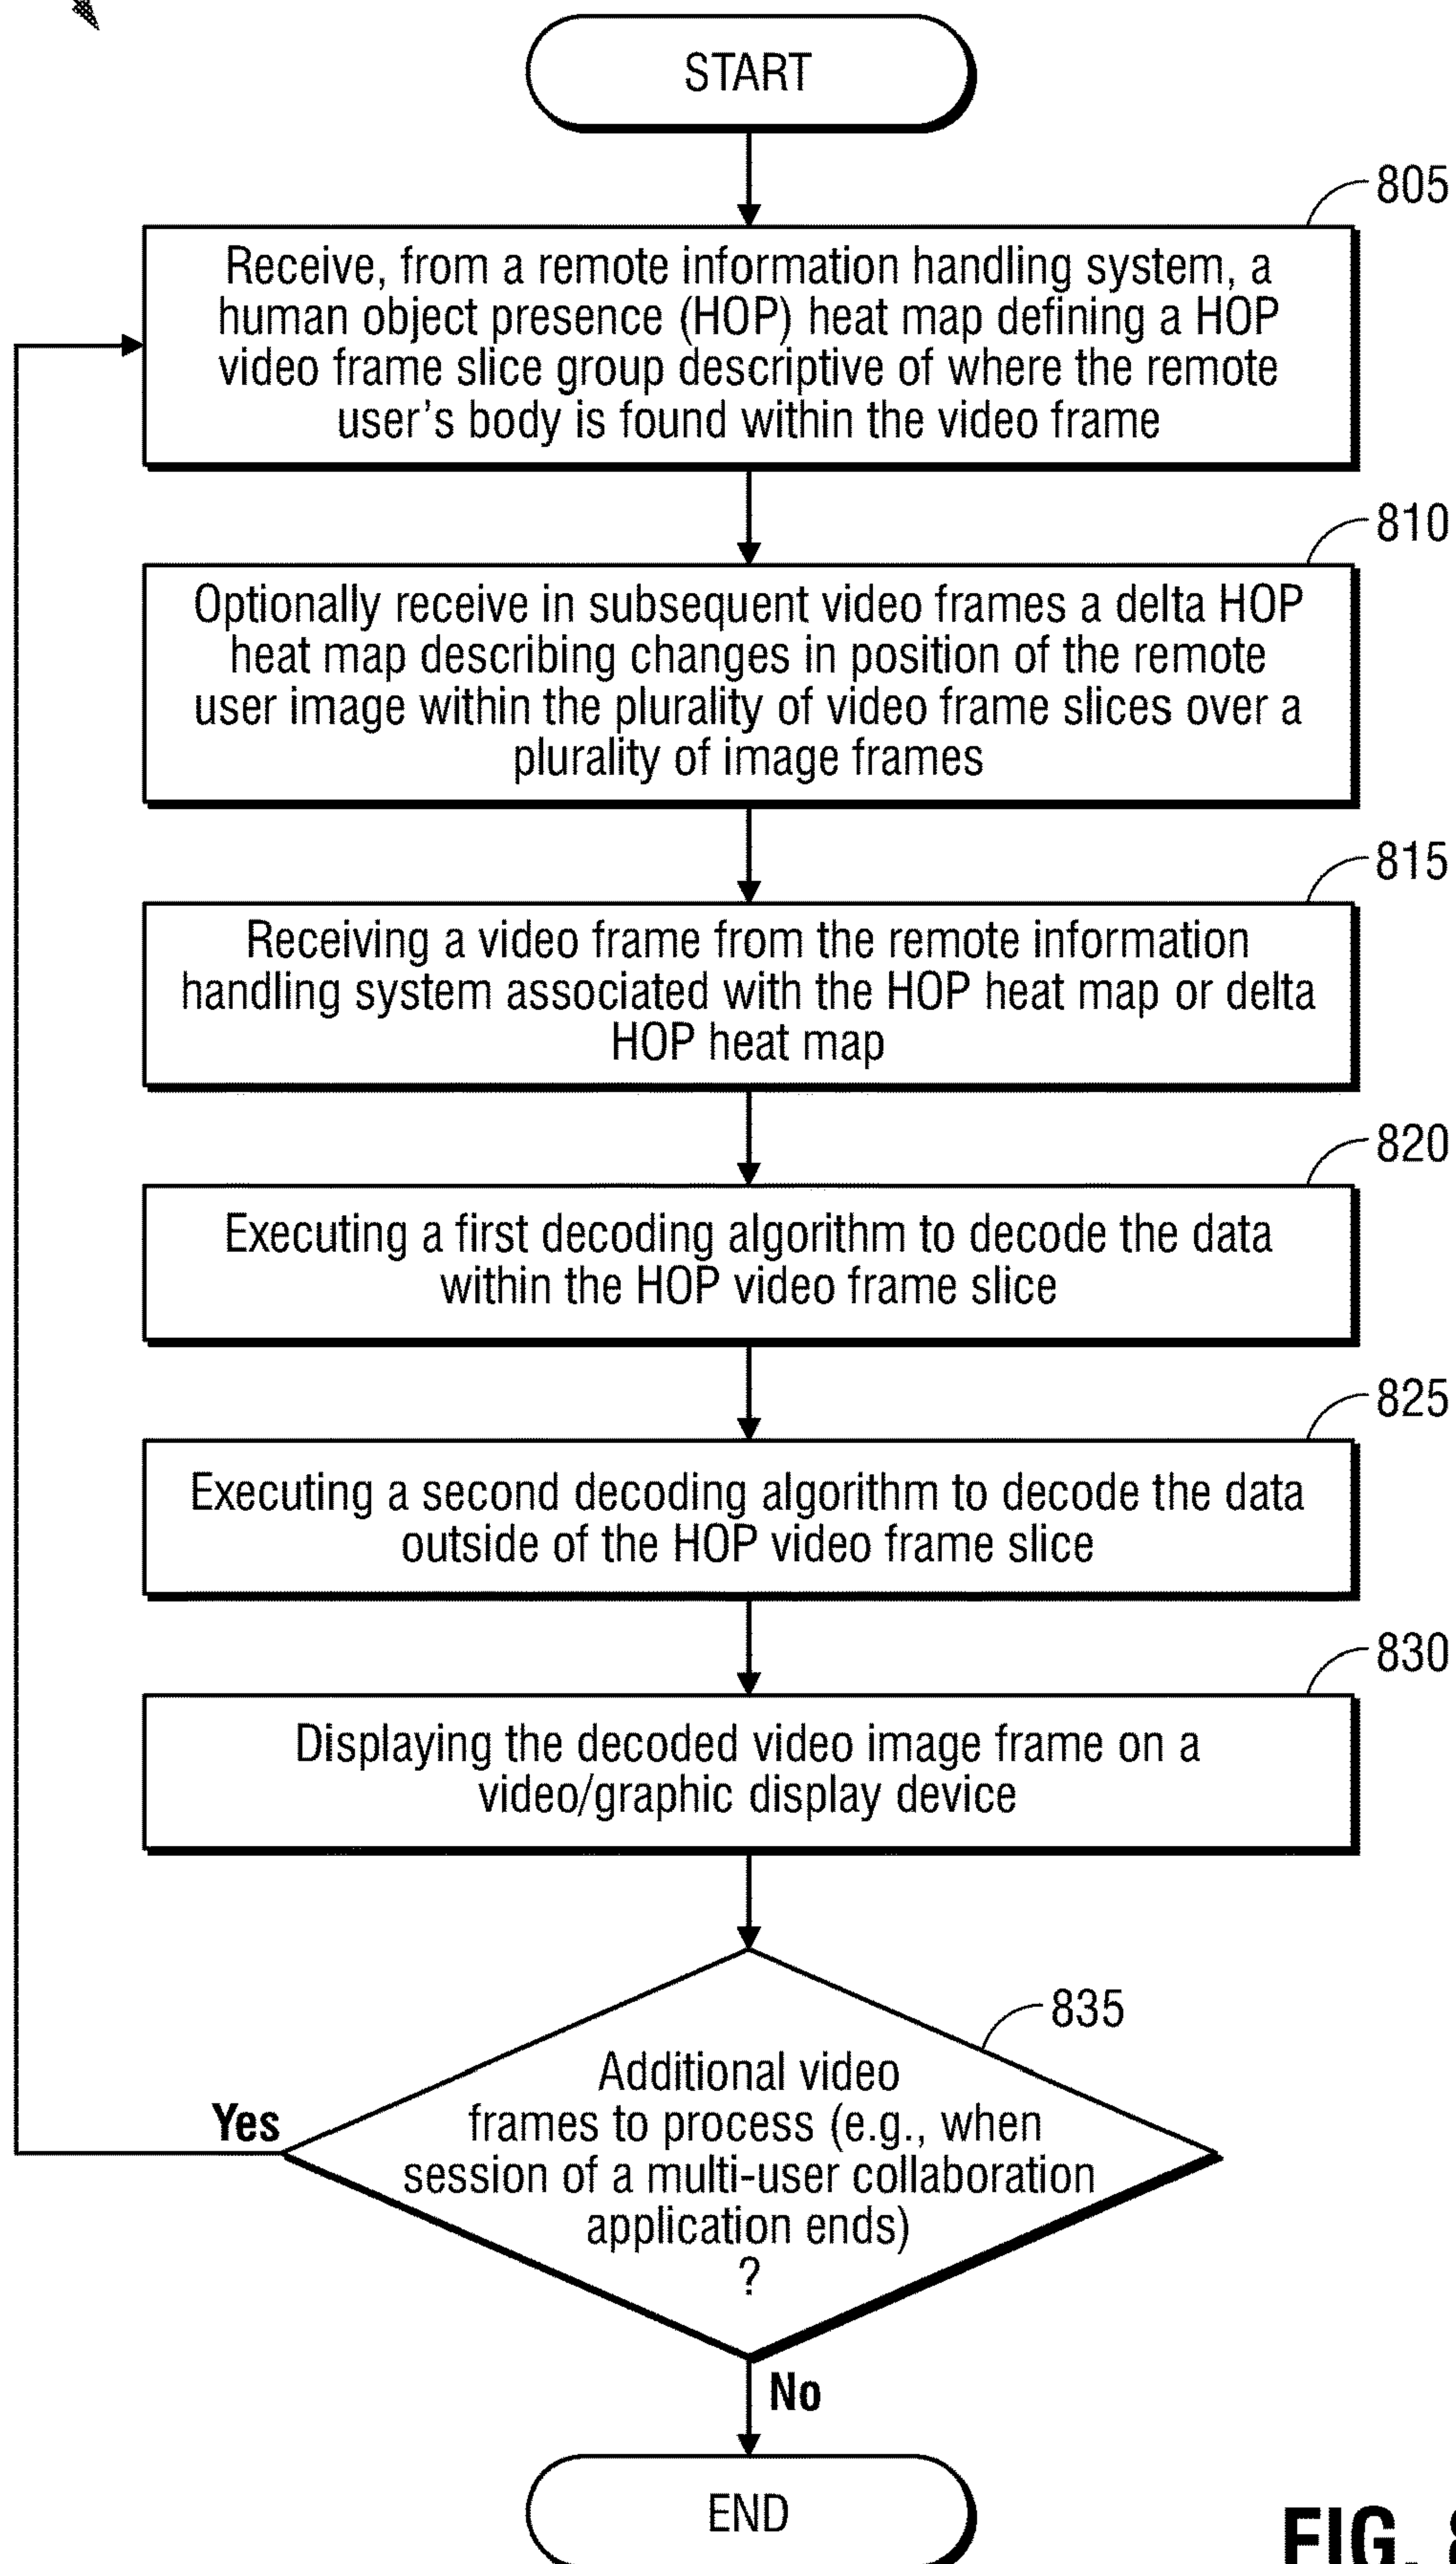 START
805
Receive, from a remote information handling system, a
human object presence (HOP) heat map defining a HOP
video frame slice group descriptive of where the remote
user's body is found within the video frame
810
Optionally receive in subsequent video frames a delta HOP
heat map describing changes in position of the remote
user image within the plurality of video frame slices over a
plurality of image frames
815
Receiving a video frame from the remote information
handling system associated with the HOP heat map or delta
HOP heat map
820
Executing a first decoding algorithm to decode the data
within the HOP video frame slice
825
Executing a second decoding algorithm to decode the data
outside of the HOP video frame slice
830
Displaying the decoded video image frame on a
video/graphic display device
835
Additional video
frames to process (e.g., when
session of a multi-user collaboration
application ends)
?
Yes
No
END
FIG. 8